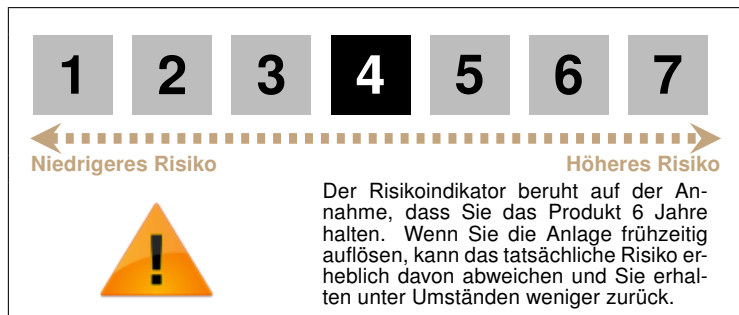 1 2 3 4 5 6 7
Niedrigeres Risiko Höheres Risiko
Der Risikoindikator beruht auf der An-
nahme, dass Sie das Produkt 6 Jahre
halten. Wenn Sie die Anlage frühzeitig
auflösen, kann das tatsächliche Risiko er-
heblich davon abweichen und Sie erhal-
ten unter Umständen weniger zurück.